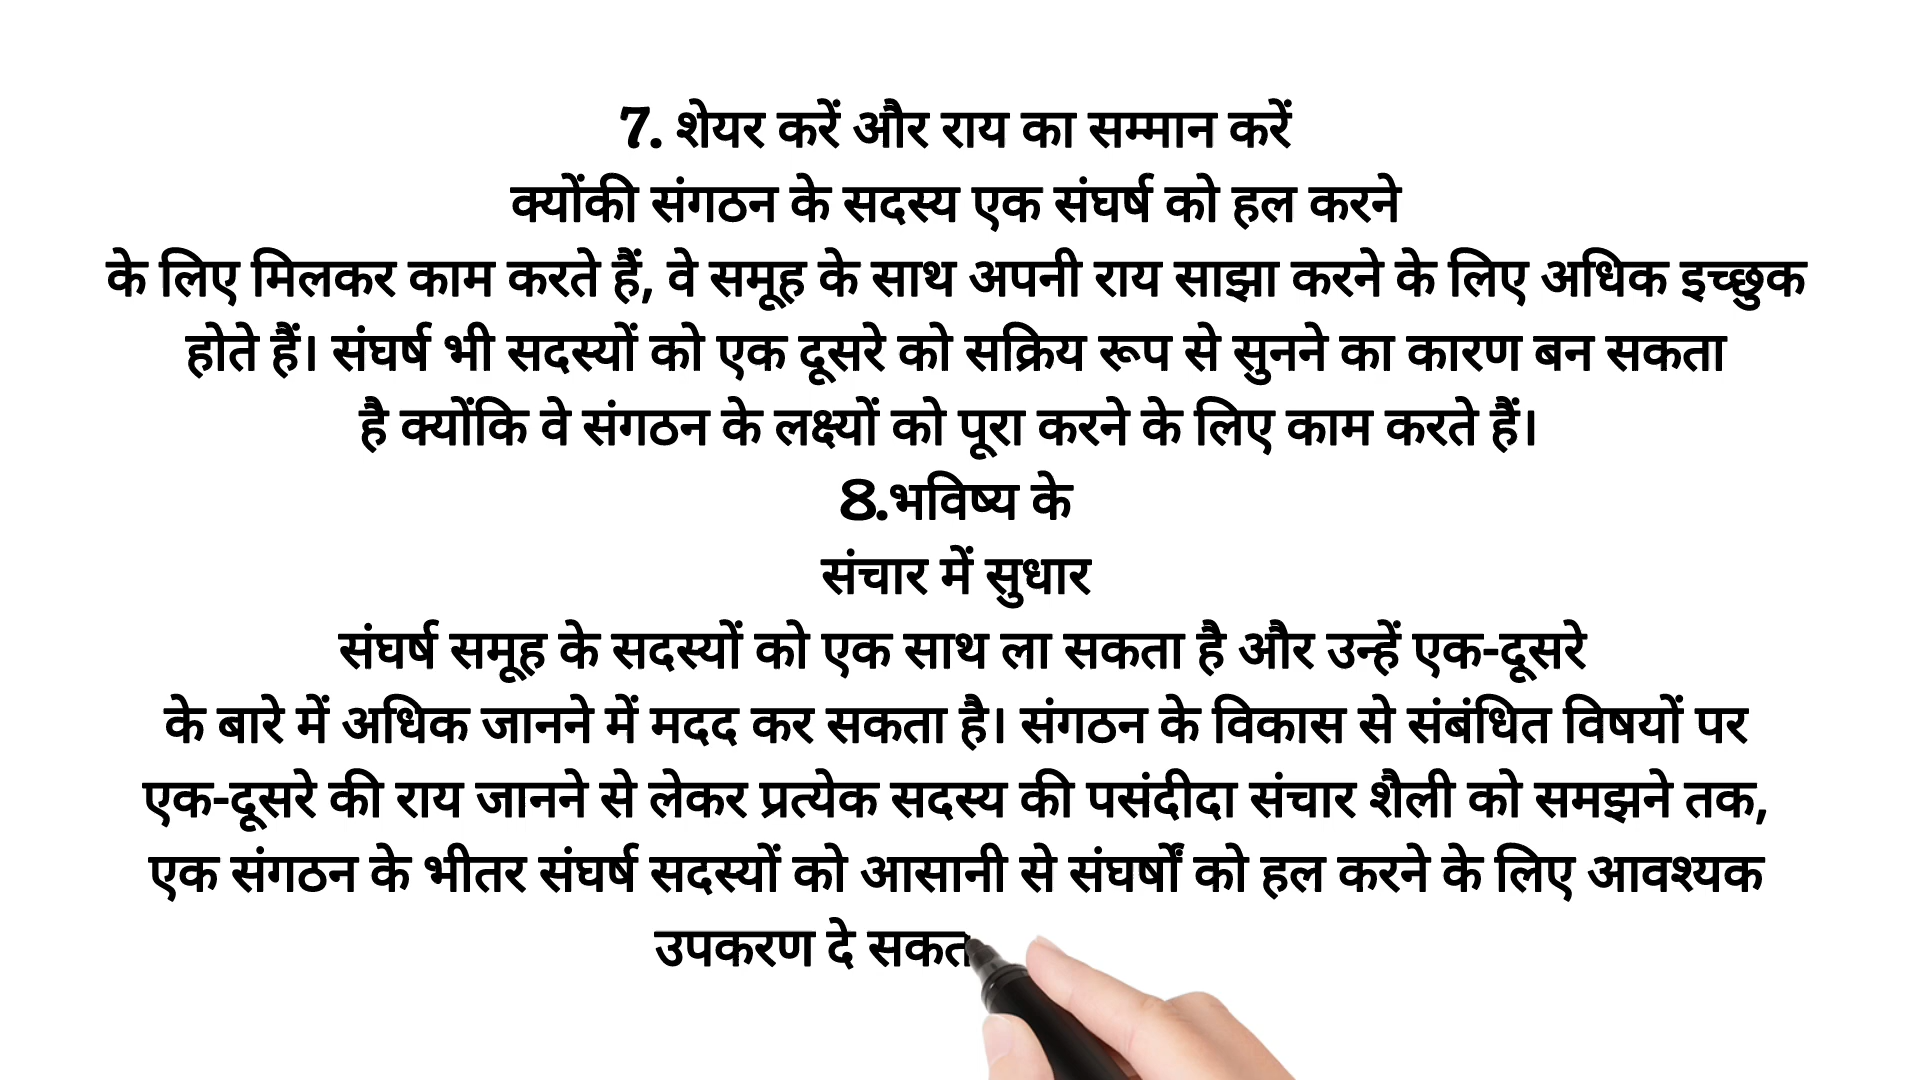 7. शेयर करें और राय का सम्मान करें
क्योंकी संगठन के सदस्य एक संघर्ष को हल करने
के लिए मिलकर काम करते हैं, वे समूह के साथ अपनी राय साझा करने के लिए अधिक इच्छुक
होते हैं। संघर्ष भी सदस्यों को एक दूसरे को सक्रिय रूप से सुनने का कारण बन सकता
है क्योंकि वे संगठन के लक्ष्यों को पूरा करने के लिए काम करते हैं।
8.भविष्य के
संचार में सुधार
संघर्ष समूह के सदस्यों को एक साथ ला सकता है और उन्हें एक-दूसरे
के बारे में अधिक जानने में मदद कर सकता है। संगठन के विकास से संबंधित विषयों पर
एक-दूसरे की राय जानने से लेकर प्रत्येक सदस्य की पसंदीदा संचार शैली को समझने तक,
एक संगठन के भीतर संघर्ष सदस्यों को आसानी से संघर्षों को हल करने के लिए आवश्यक
उपकरण दे सकत